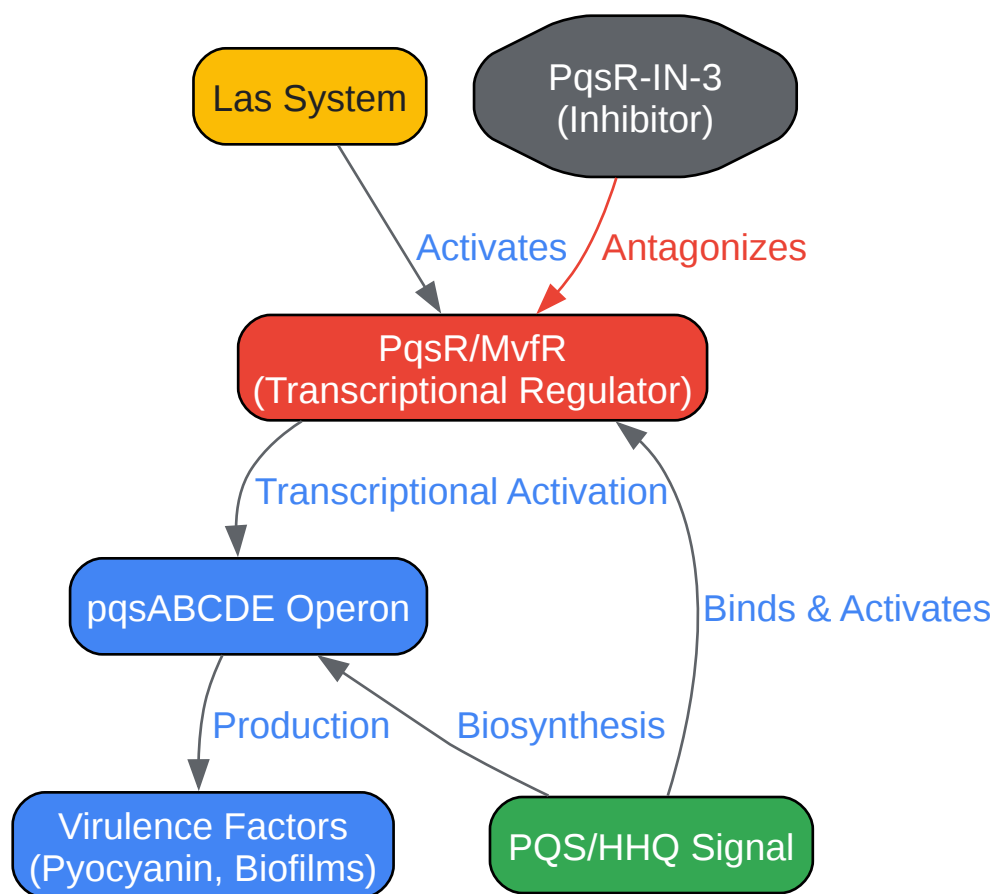 Las System
PqsR-IN-3
(Inhibitor)
Activates
Antagonizes
PqsR/MvfR
(Transcriptional Regulator)
Transcriptional Activation
pqsABCDE Operon
Binds & Activates
Production
Biosynthesis
Virulence Factors
(Pyocyanin, Biofilms)
PQS/HHQ Signal